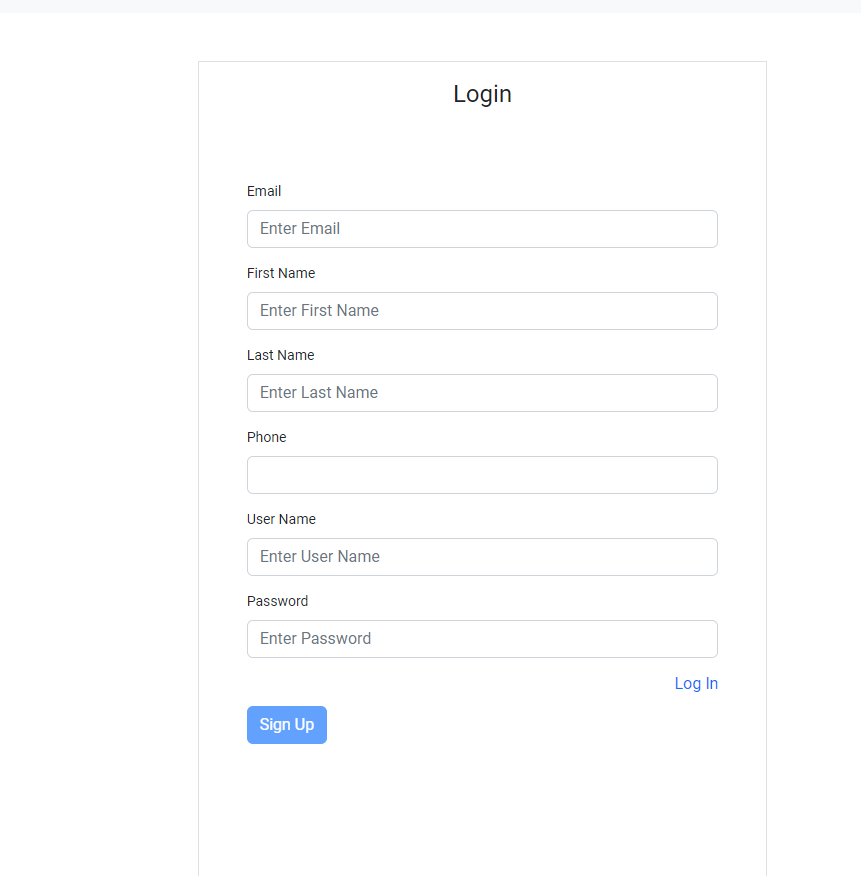 Login
Email
Enter Email
First Name
Enter First Name
Last Name
Enter Last Name
Phone
User Name
Enter User Name
Password
Enter Password
Log In
Sign Up